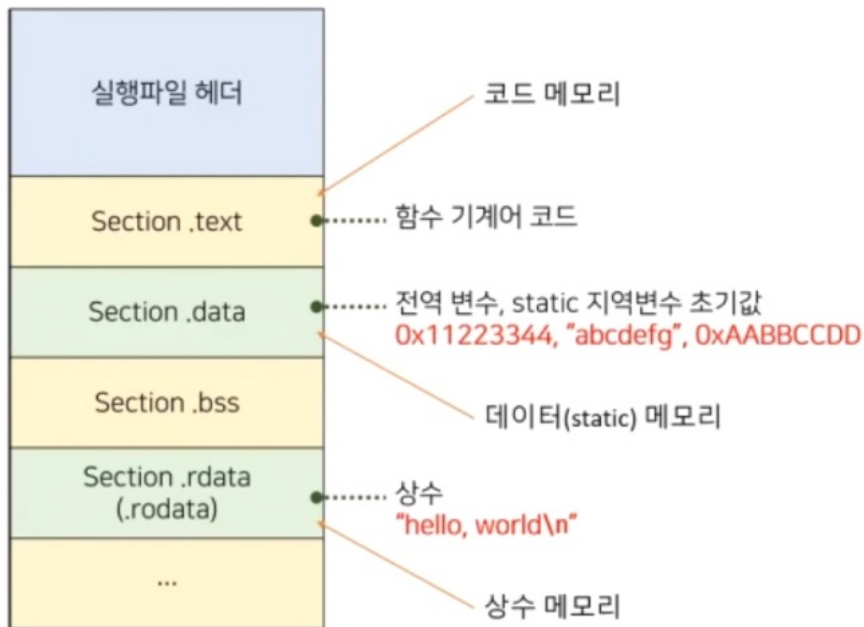 실행파일 헤더
코드 메모리
Section .text
함수 기계어 코드
Section .data
전역 변수, static 지역변수 초기값
0x11223344, "abcdefg", 0xAABBCCDD
Section .bss
데이터(static) 메모리
Section .rdata
(.rodata)
상수
"hello, world\n"
...
상수 메모리